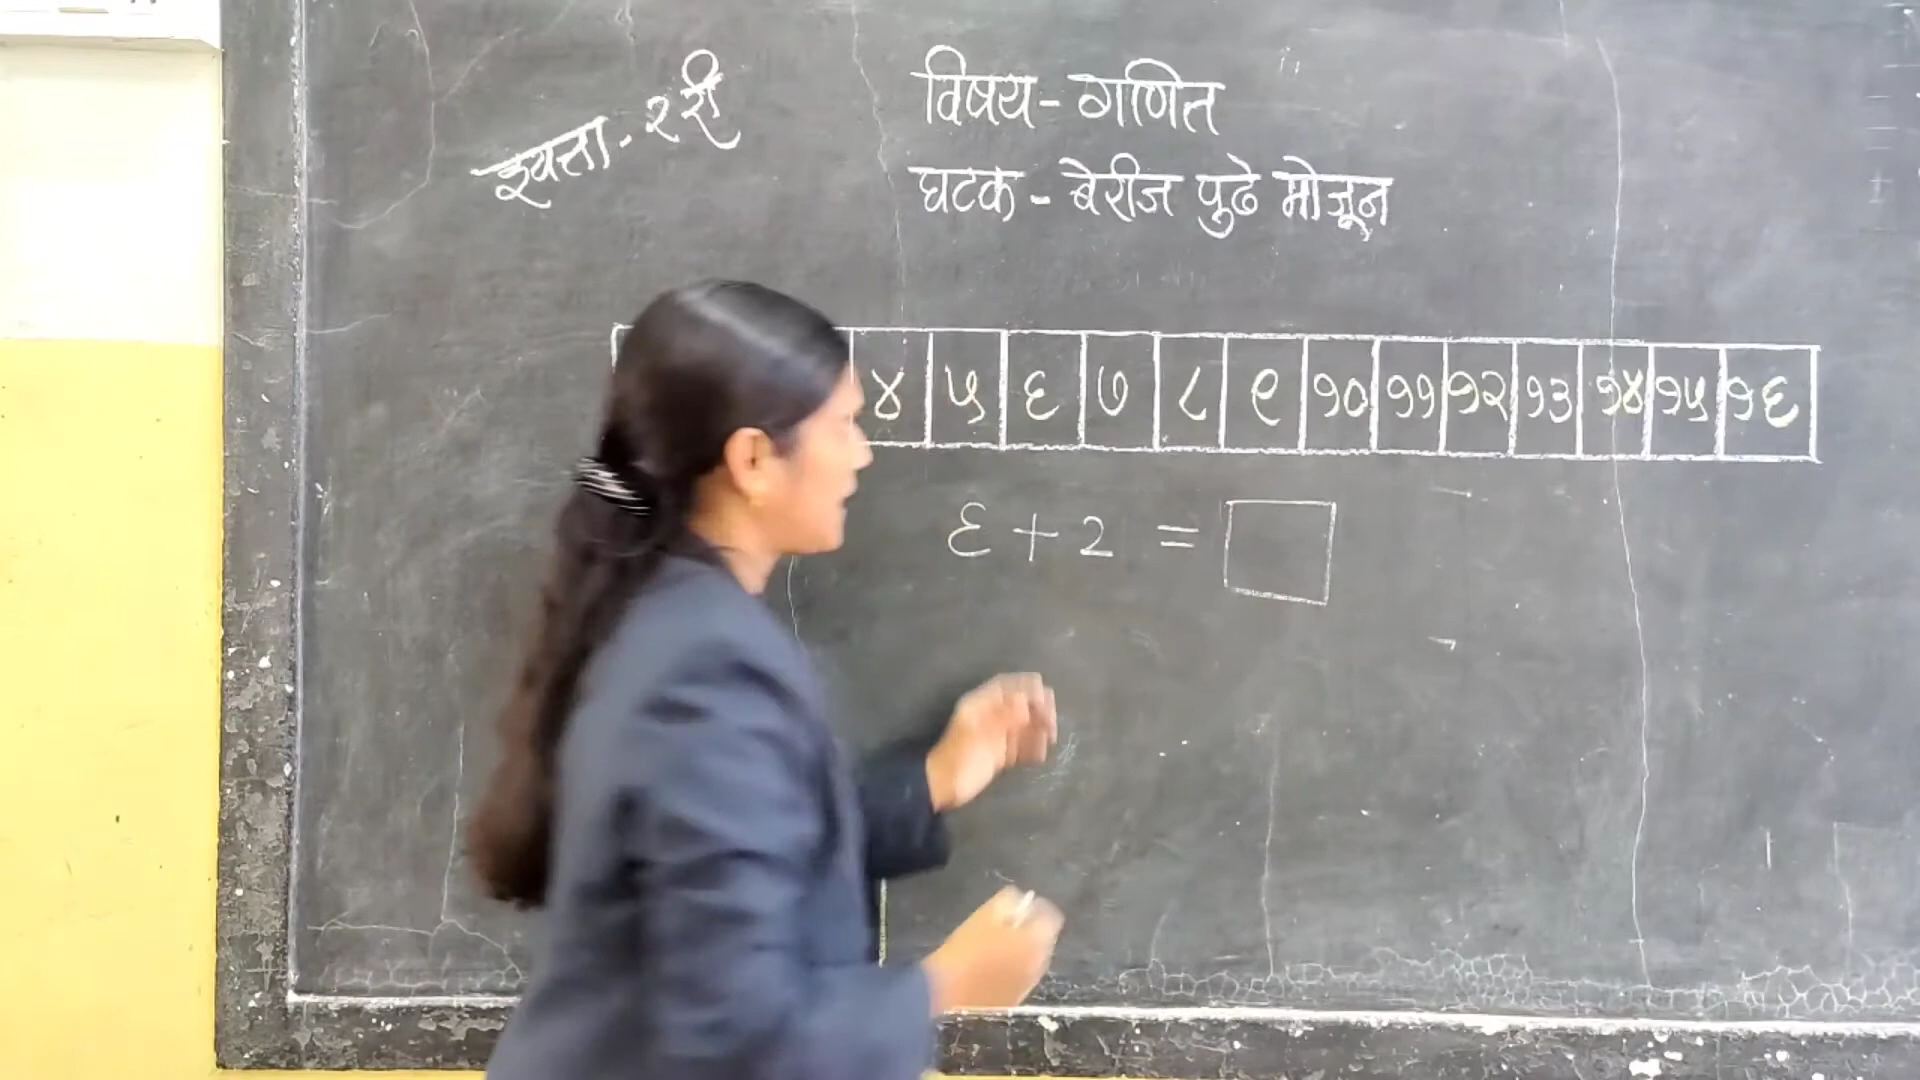 इयत्ता - २ री
विषय - गणित
घटक - बेरीज पुढे मोजून
४ ५ ६ ७ ८ ९ १० ११ १२ १३ १४ १५ १६
६ + २ =